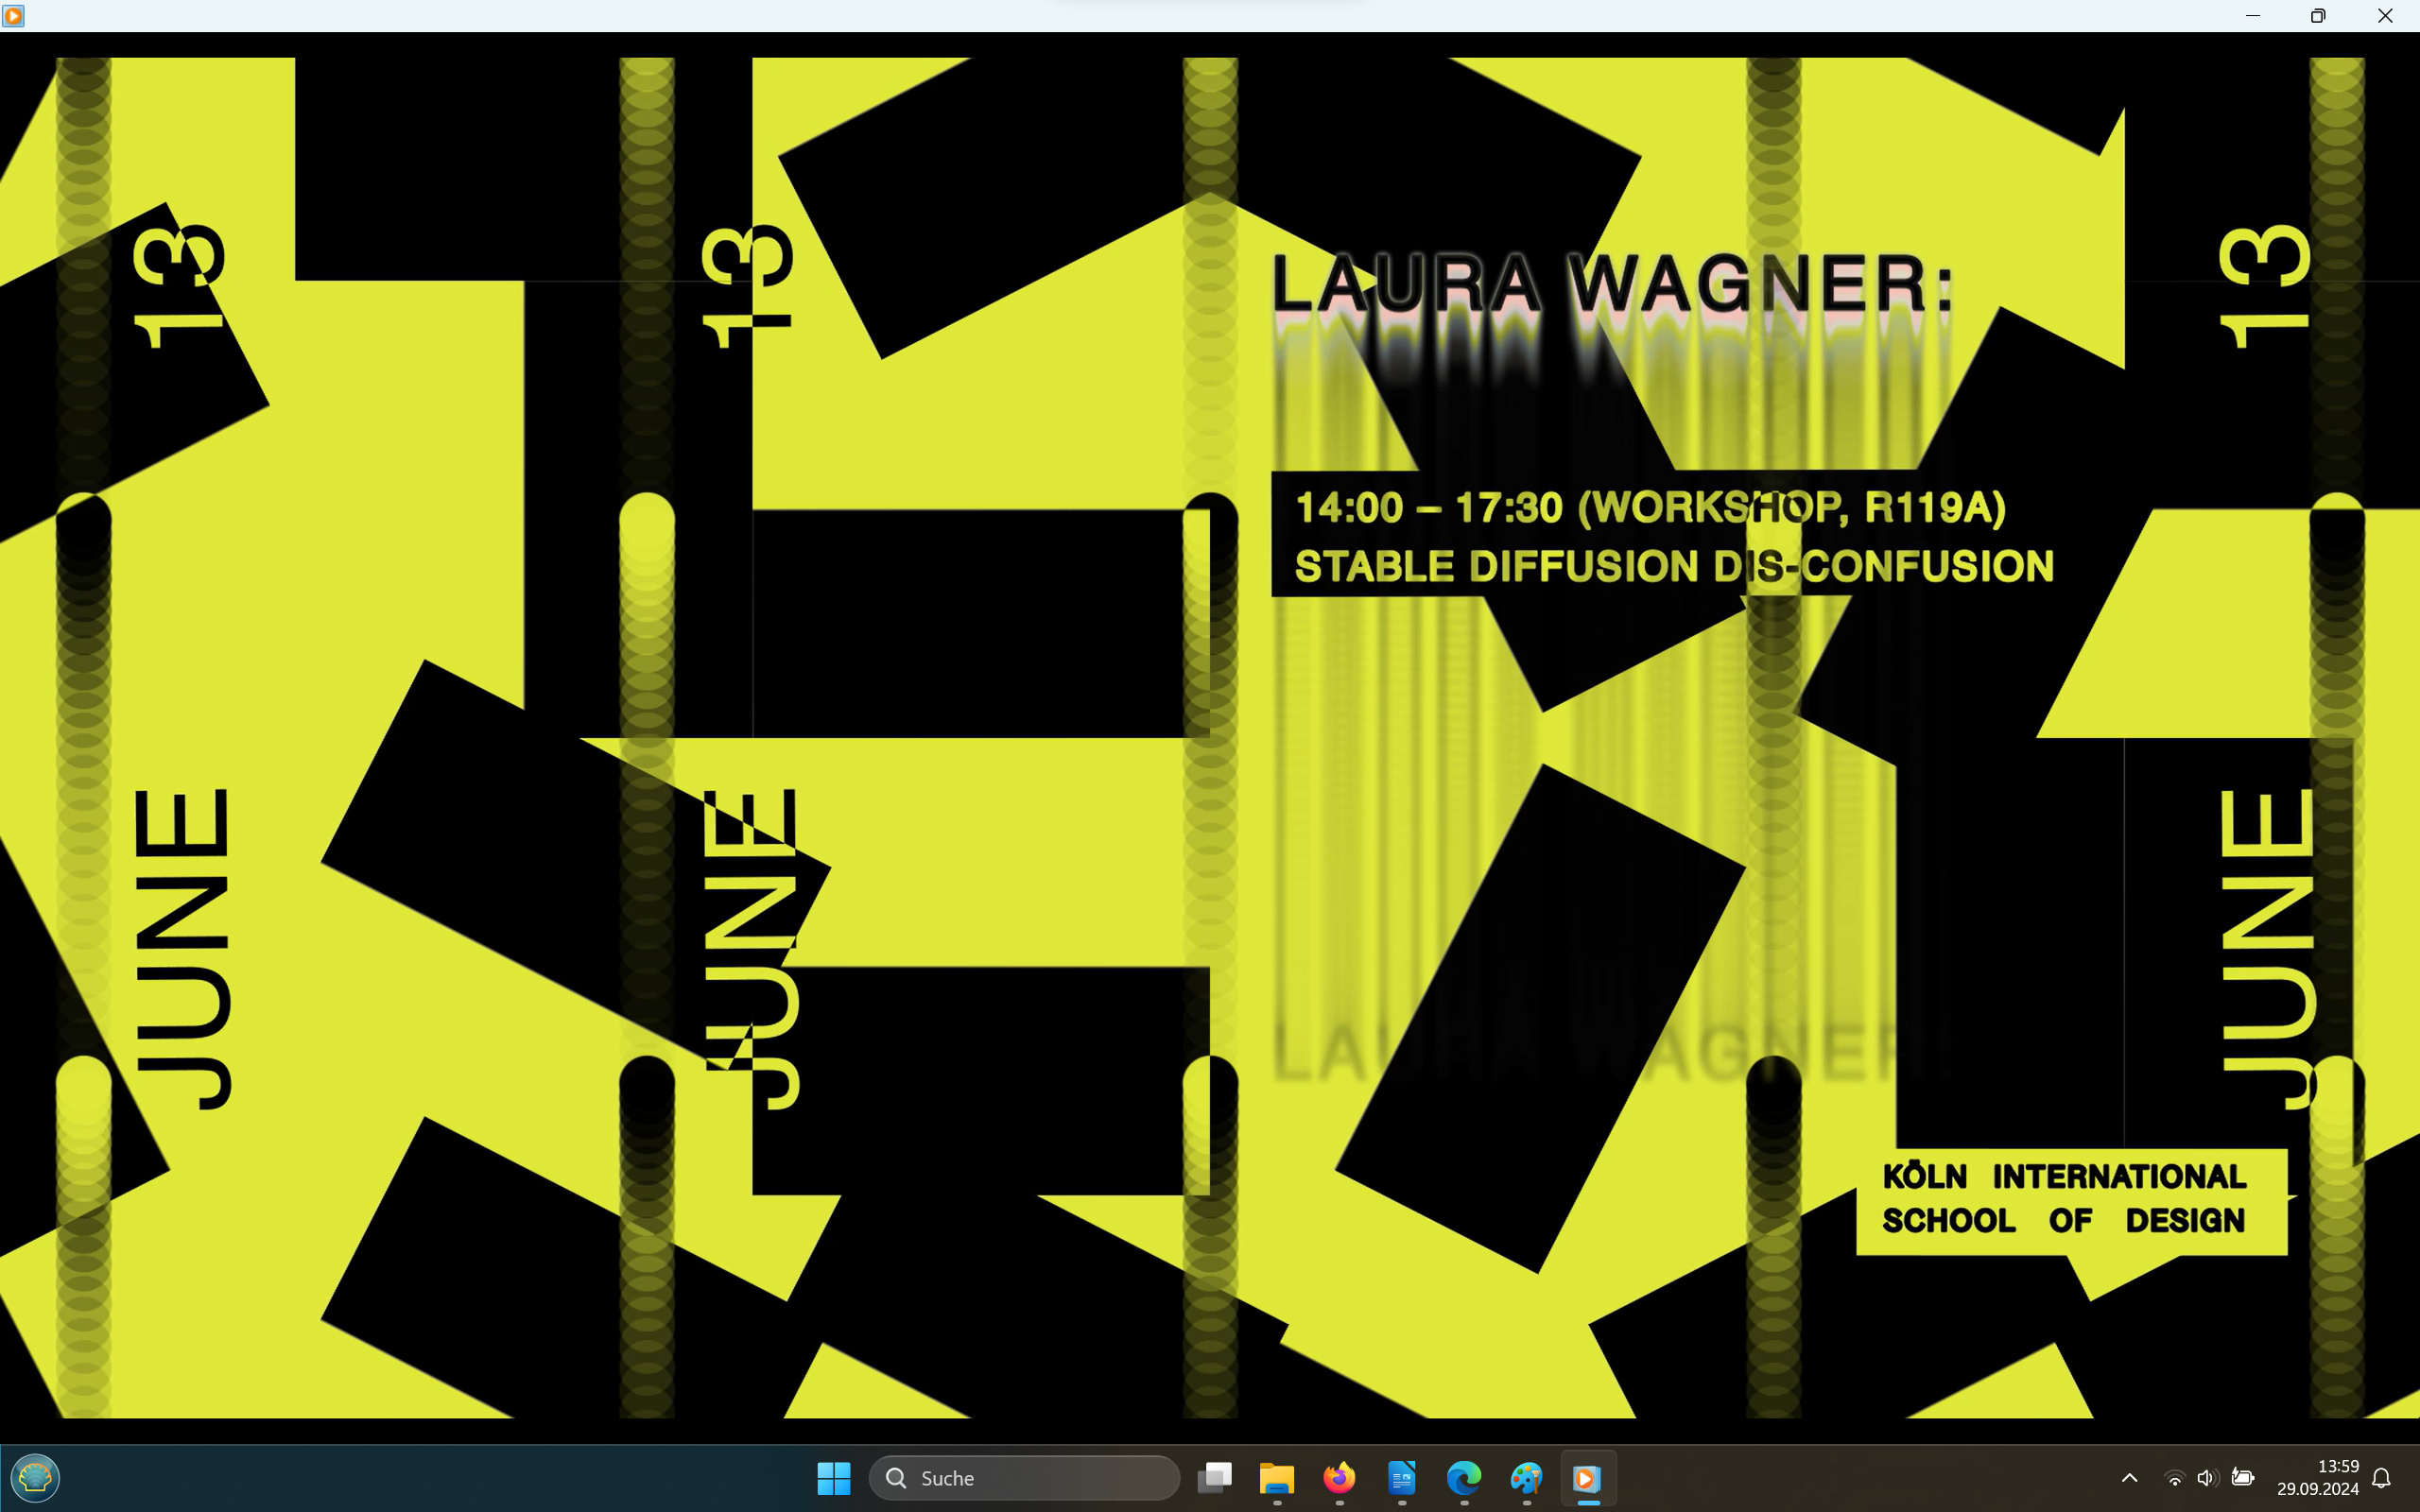 13
13
13
LAURA WAGNER:
14:00 – 17:30 (WORKSHOP, R119A)
STABLE DIFFUSION DIS-CONFUSION
JUNE
JUNE
JUNE
LAURA WAGNER:
KÖLN INTERNATIONAL
SCHOOL OF DESIGN
Suche
13:59
29.09.2024